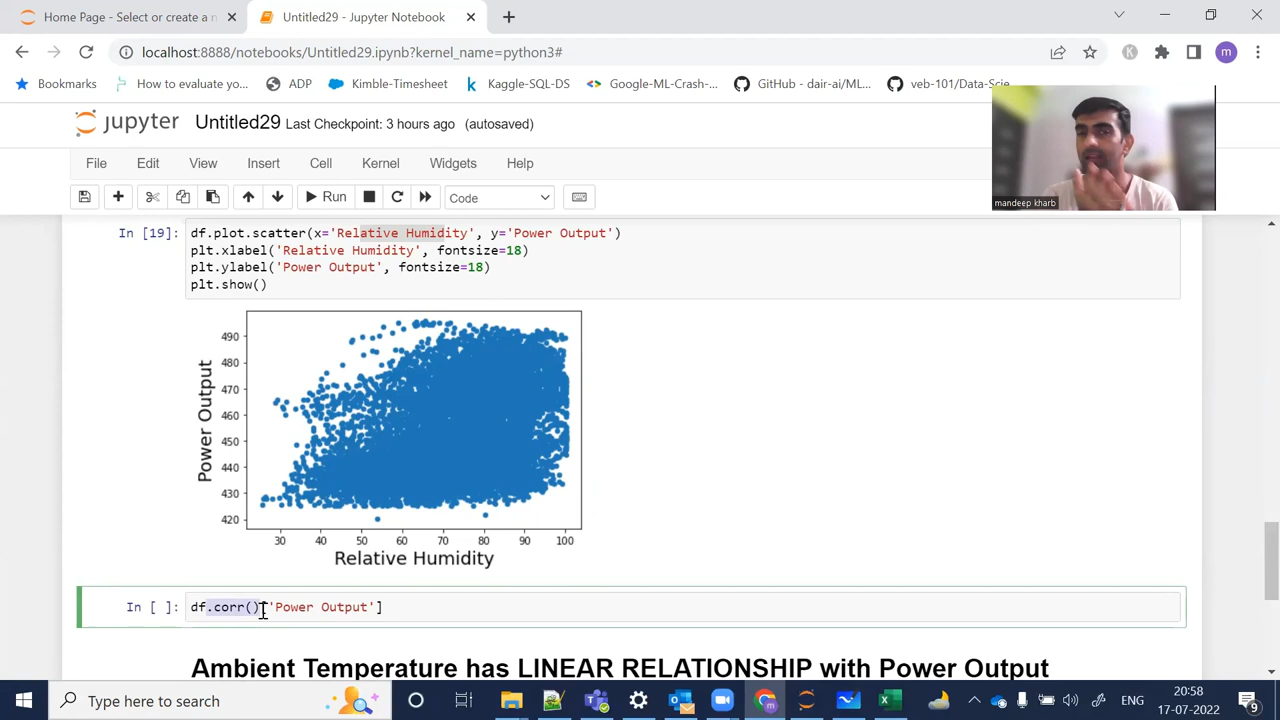 Home Page - Select or create a n
Untitled29 - Jupyter Notebook
localhost:8888/notebooks/Untitled29.ipynb?kernel_name=python3#
K
m
Bookmarks
How to evaluate you...
ADP
Kimble-Timesheet
Kaggle-SQL-DS
Google-ML-Crash-...
GitHub - dair-ai/ML...
veb-101/Data-Scie...
jupyter Untitled29 Last Checkpoint: 3 hours ago (autosaved)
File Edit View Insert Cell Kernel Widgets Help
Run
Code
mandeep kharb
In [19]:
df.plot.scatter(x='Relative Humidity', y='Power Output')
plt.xlabel('Relative Humidity', fontsize=18)
plt.ylabel('Power Output', fontsize=18)
plt.show()
Power Output
490
480
470
460
450
440
430
420
30 40 50 60 70 80 90 100
Relative Humidity
In [ ]:
df.corr()['Power Output']
Ambient Temperature has LINEAR RELATIONSHIP with Power Output
Type here to search
ENG
20:58
17-07-2022
9